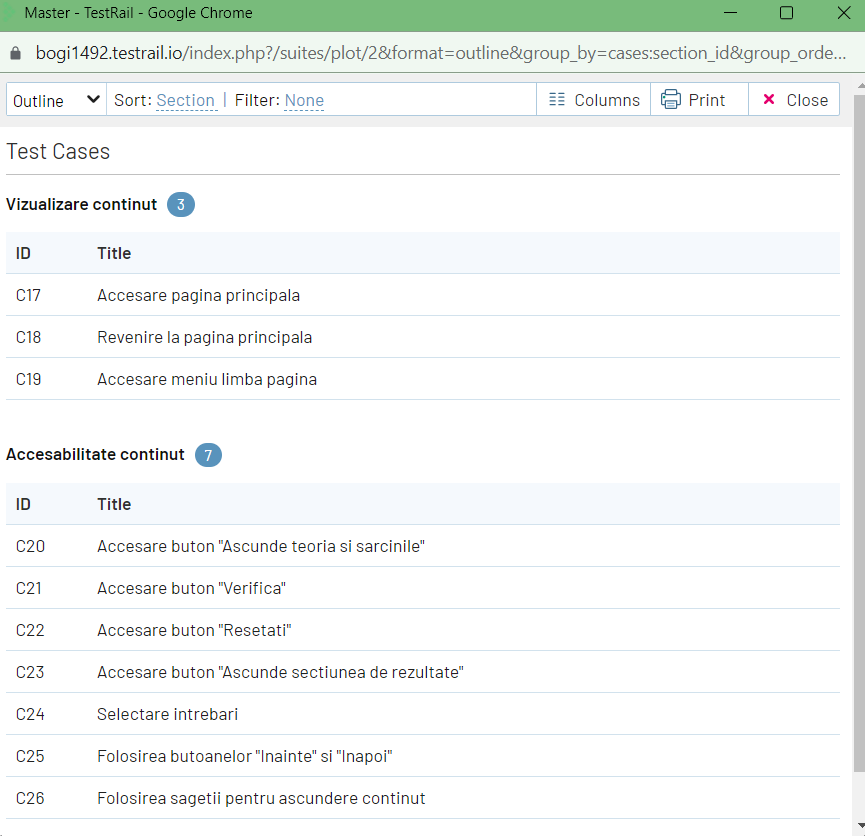 Master - TestRail - Google Chrome
bogi1492.testrail.io/index.php?/suites/plot/2&format=outline&group_by=cases:section_id&group_orde...
Outline Sort: Section | Filter: None Columns Print Close
Test Cases
Vizualizare continut 3
ID Title
C17 Accesare pagina principala
C18 Revenire la pagina principala
C19 Accesare meniu limba pagina
Accesabilitate continut 7
ID Title
C20 Accesare buton "Ascunde teoria si sarcinile"
C21 Accesare buton "Verifica"
C22 Accesare buton "Resetati"
C23 Accesare buton "Ascunde sectiunea de rezultate"
C24 Selectare intrebari
C25 Folosirea butoanelor "Inainte" si "Inapoi"
C26 Folosirea sagetii pentru ascundere continut